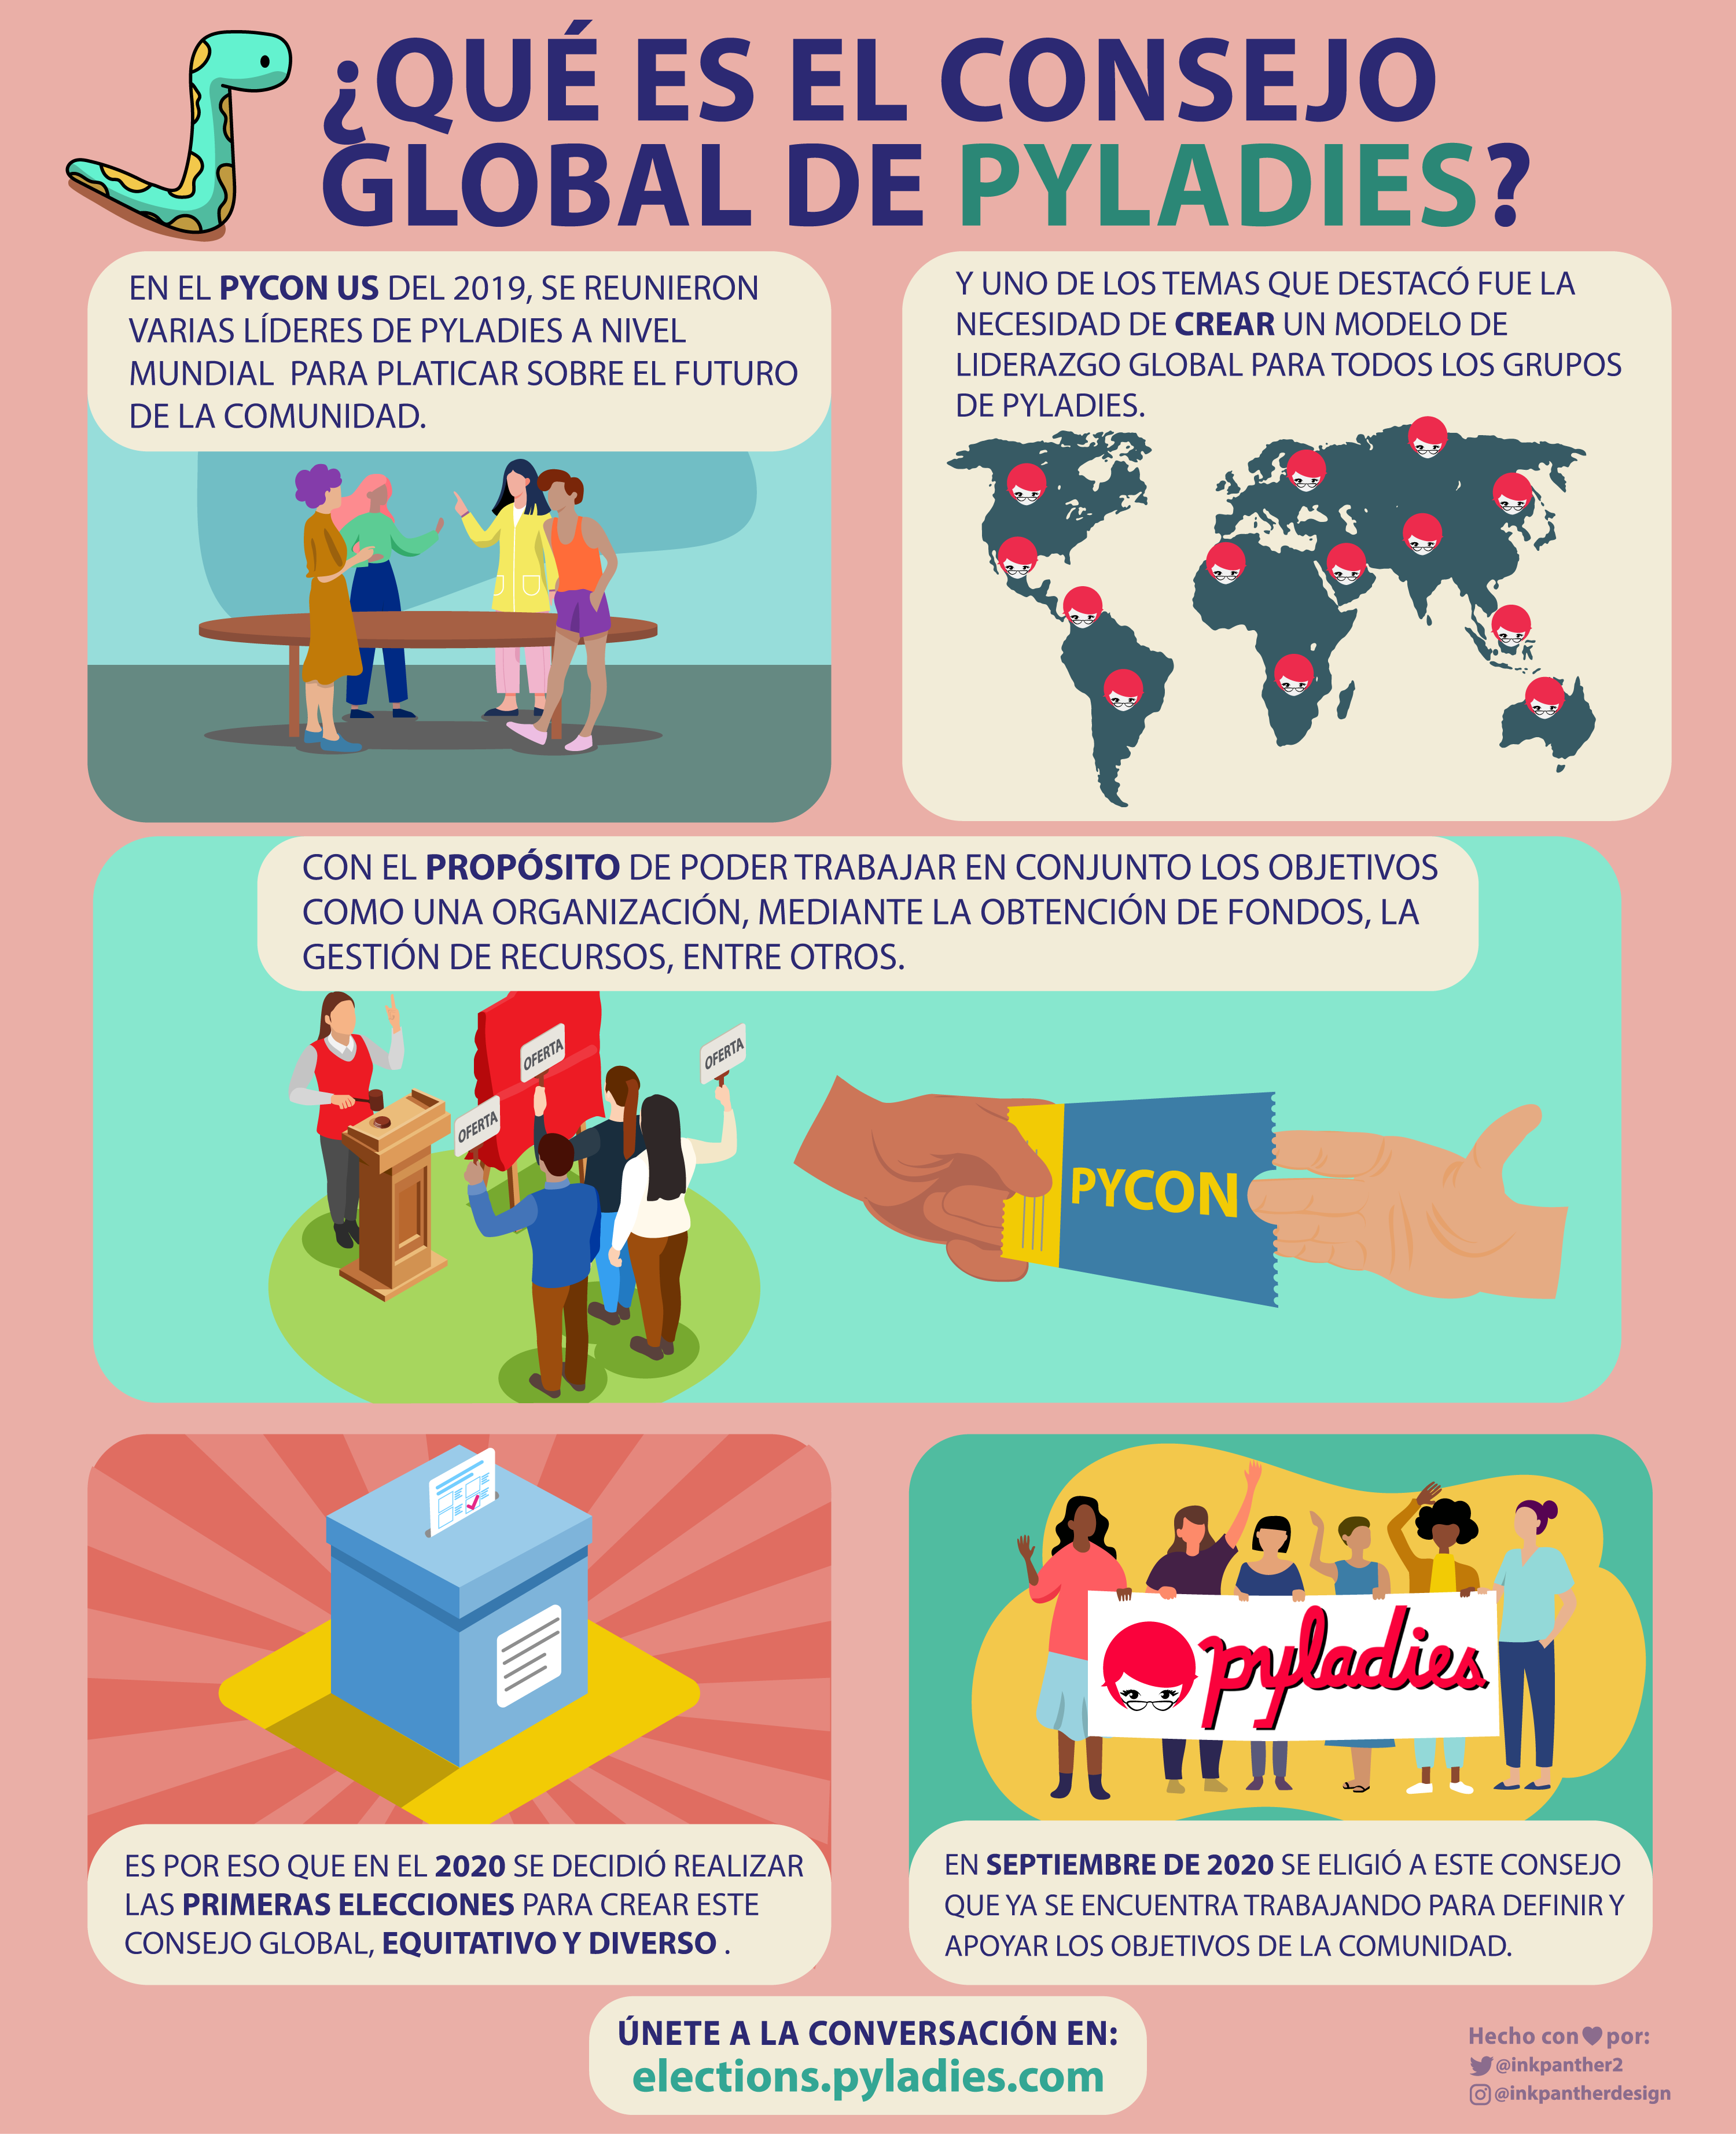 ¿QUÉ ES EL CONSEJO
GLOBAL DE PYLADIES?
EN EL PYCON US DEL 2019, SE REUNIERON
VARIAS LÍDERES DE PYLADIES A NIVEL
MUNDIAL PARA PLATICAR SOBRE EL FUTURO
DE LA COMUNIDAD.
Y UNO DE LOS TEMAS QUE DESTACÓ FUE LA
NECESIDAD DE CREAR UN MODELO DE
LIDERAZGO GLOBAL PARA TODOS LOS GRUPOS
DE PYLADIES.
CON EL PROPÓSITO DE PODER TRABAJAR EN CONJUNTO LOS OBJETIVOS
COMO UNA ORGANIZACIÓN, MEDIANTE LA OBTENCIÓN DE FONDOS, LA
GESTIÓN DE RECURSOS, ENTRE OTROS.
OFERTA
OFERTA
OFERTA
PYCON
pyladies
ES POR ESO QUE EN EL 2020 SE DECIDIÓ REALIZAR
LAS PRIMERAS ELECCIONES PARA CREAR ESTE
CONSEJO GLOBAL, EQUITATIVO Y DIVERSO .
EN SEPTIEMBRE DE 2020 SE ELIGIÓ A ESTE CONSEJO
QUE YA SE ENCUENTRA TRABAJANDO PARA DEFINIR Y
APOYAR LOS OBJETIVOS DE LA COMUNIDAD.
ÚNETE A LA CONVERSACIÓN EN:
elections.pyladies.com
Hecho con♥por:
@inkpanther2
@inkpantherdesign